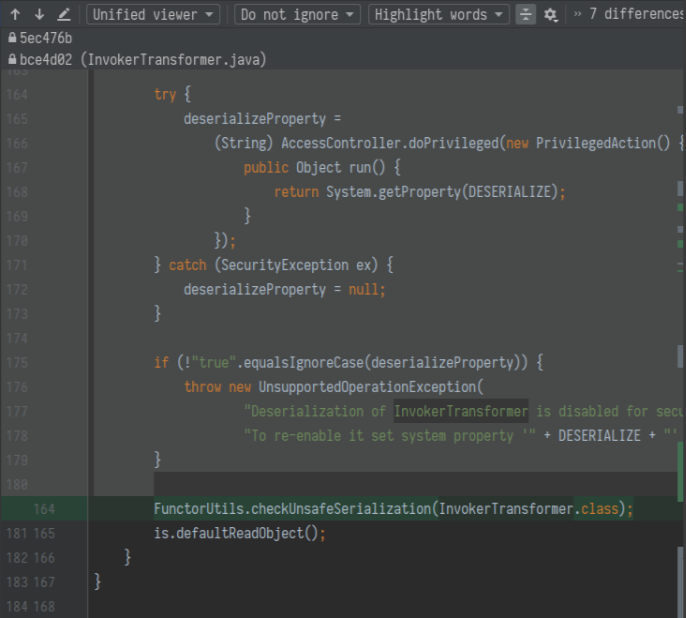 Unified viewer Do not ignore Highlight words » 7 differences
5ec476b
bce4d02 (InvokerTransformer.java)
163
164 try {
165 deserializeProperty =
166 (String) AccessController.doPrivileged(new PrivilegedAction() {
167 public Object run() {
168 return System.getProperty(DESERIALIZE);
169 }
170 });
171 } catch (SecurityException ex) {
172 deserializeProperty = null;
173 }
174
175 if (!"true".equalsIgnoreCase(deserializeProperty)) {
176 throw new UnsupportedOperationException(
177 "Deserialization of InvokerTransformer is disabled for secu
178 "To re-enable it set system property '" + DESERIALIZE + "'
179 }
180
164 FunctorUtils.checkUnsafeSerialization(InvokerTransformer.class);
181 165 is.defaultReadObject();
182 166 }
183 167 }
184 168